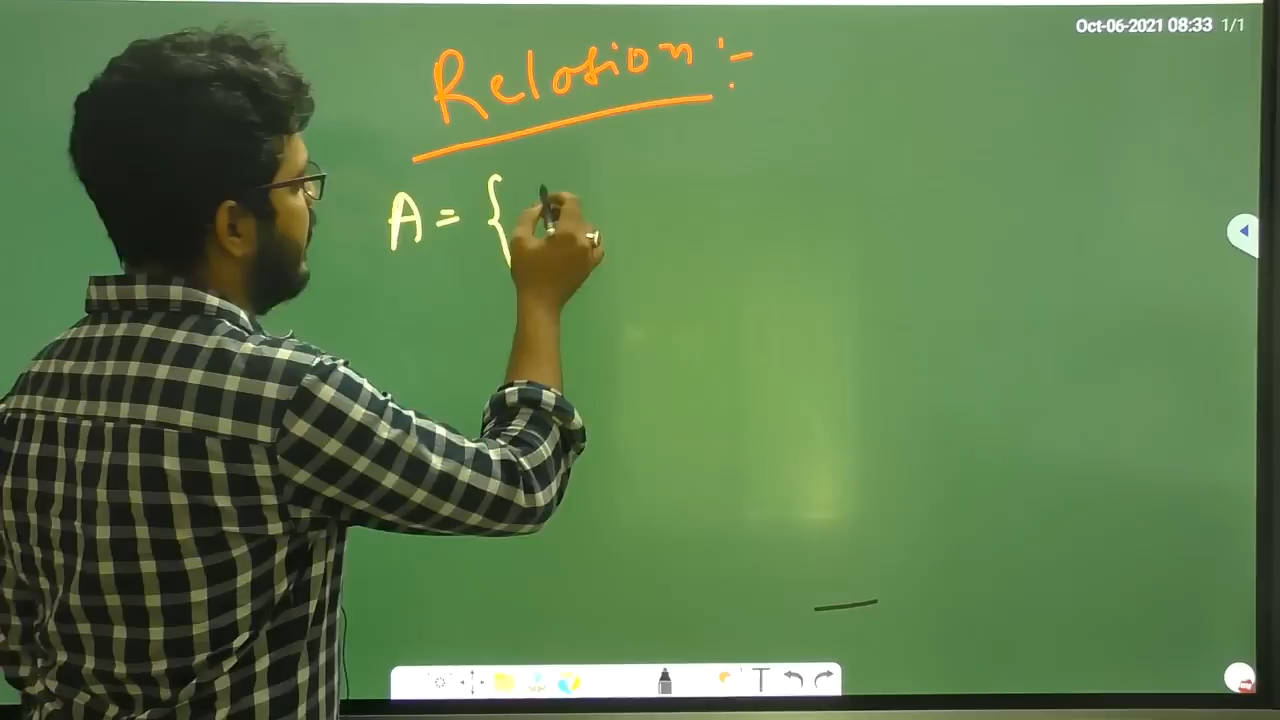 Oct-06-2021 08:33 1/1
Relation :-
A = {
T